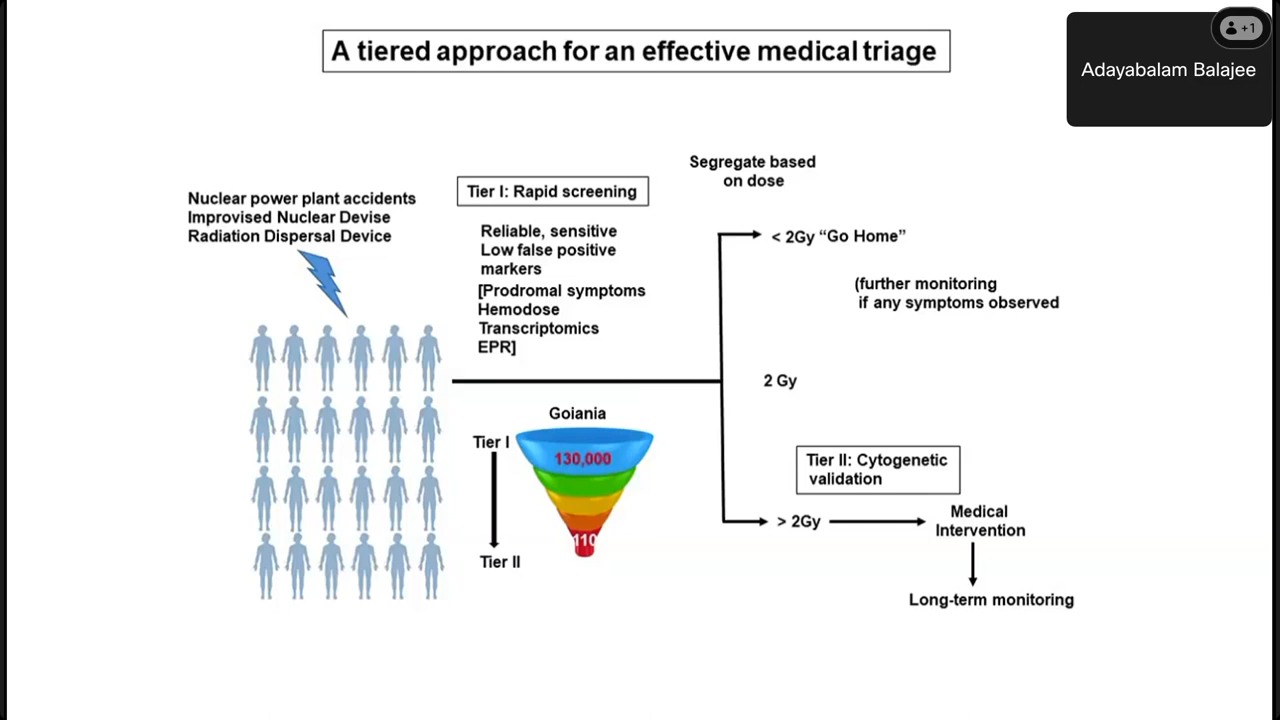 A tiered approach for an effective medical triage
+1
Adayabalam Balajee
Nuclear power plant accidents
Improvised Nuclear Devise
Radiation Dispersal Device
Tier I: Rapid screening
Reliable, sensitive
Low false positive
markers
[Prodromal symptoms
Hemodose
Transcriptomics
EPR]
Segregate based
on dose
< 2Gy “Go Home”
(further monitoring
if any symptoms observed
2 Gy
Goiania
Tier I
130,000
110
Tier II
Tier II: Cytogenetic
validation
> 2Gy
Medical
Intervention
Long-term monitoring